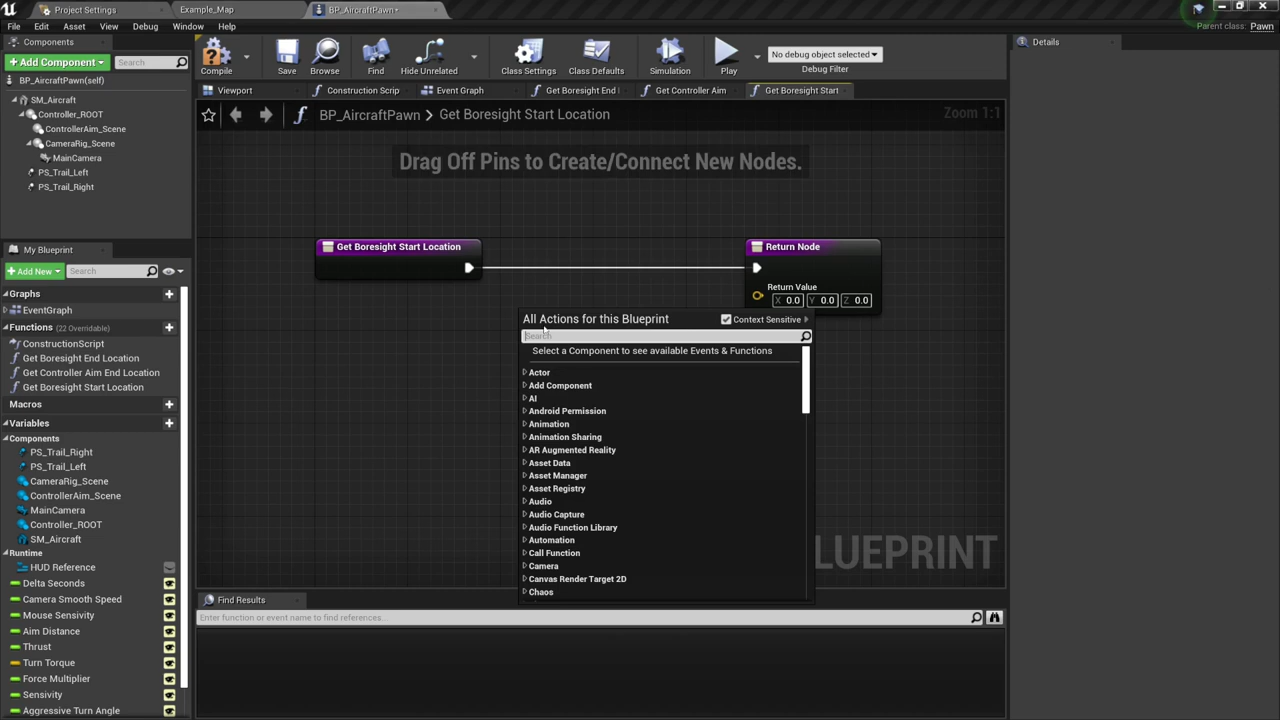 Project Settings
Example_Map
BP_AircraftPawn•
File Edit Asset View Debug Window Help
Parent class: Pawn
Components
Add Component
Search
BP_AircraftPawn(self)
SM_Aircraft
Controller_ROOT
ControllerAim_Scene
CameraRig_Scene
MainCamera
PS_Trail_Left
PS_Trail_Right
Compile
Save
Browse
Find
Hide Unrelated
Class Settings
Class Defaults
Simulation
Play
No debug object selected
Debug Filter
Details
Viewport
Construction Scrip
Event Graph
Get Boresight End
Get Controller Aim
Get Boresight Start
BP_AircraftPawn > Get Boresight Start Location
Zoom 1:1
Drag Off Pins to Create/Connect New Nodes.
Get Boresight Start Location
Return Node
Return Value
X 0.0 Y 0.0 Z 0.0
All Actions for this Blueprint
Context Sensitive
Search
Select a Component to see available Events & Functions
Actor
Add Component
AI
Android Permission
Animation
Animation Sharing
AR Augmented Reality
Asset Data
Asset Manager
Asset Registry
Audio
Audio Capture
Audio Function Library
Automation
Call Function
Camera
Canvas Render Target 2D
Chaos
LUEPRINT
My Blueprint
Add New
Search
Graphs
EventGraph
Functions (22 Overridable)
ConstructionScript
Get Boresight End Location
Get Controller Aim End Location
Get Boresight Start Location
Macros
Variables
Components
PS_Trail_Right
PS_Trail_Left
CameraRig_Scene
ControllerAim_Scene
MainCamera
Controller_ROOT
SM_Aircraft
Runtime
HUD Reference
Delta Seconds
Camera Smooth Speed
Mouse Sensivity
Aim Distance
Thrust
Turn Torque
Force Multiplier
Sensivity
Aggressive Turn Angle
Find Results
Enter function or event name to find references...